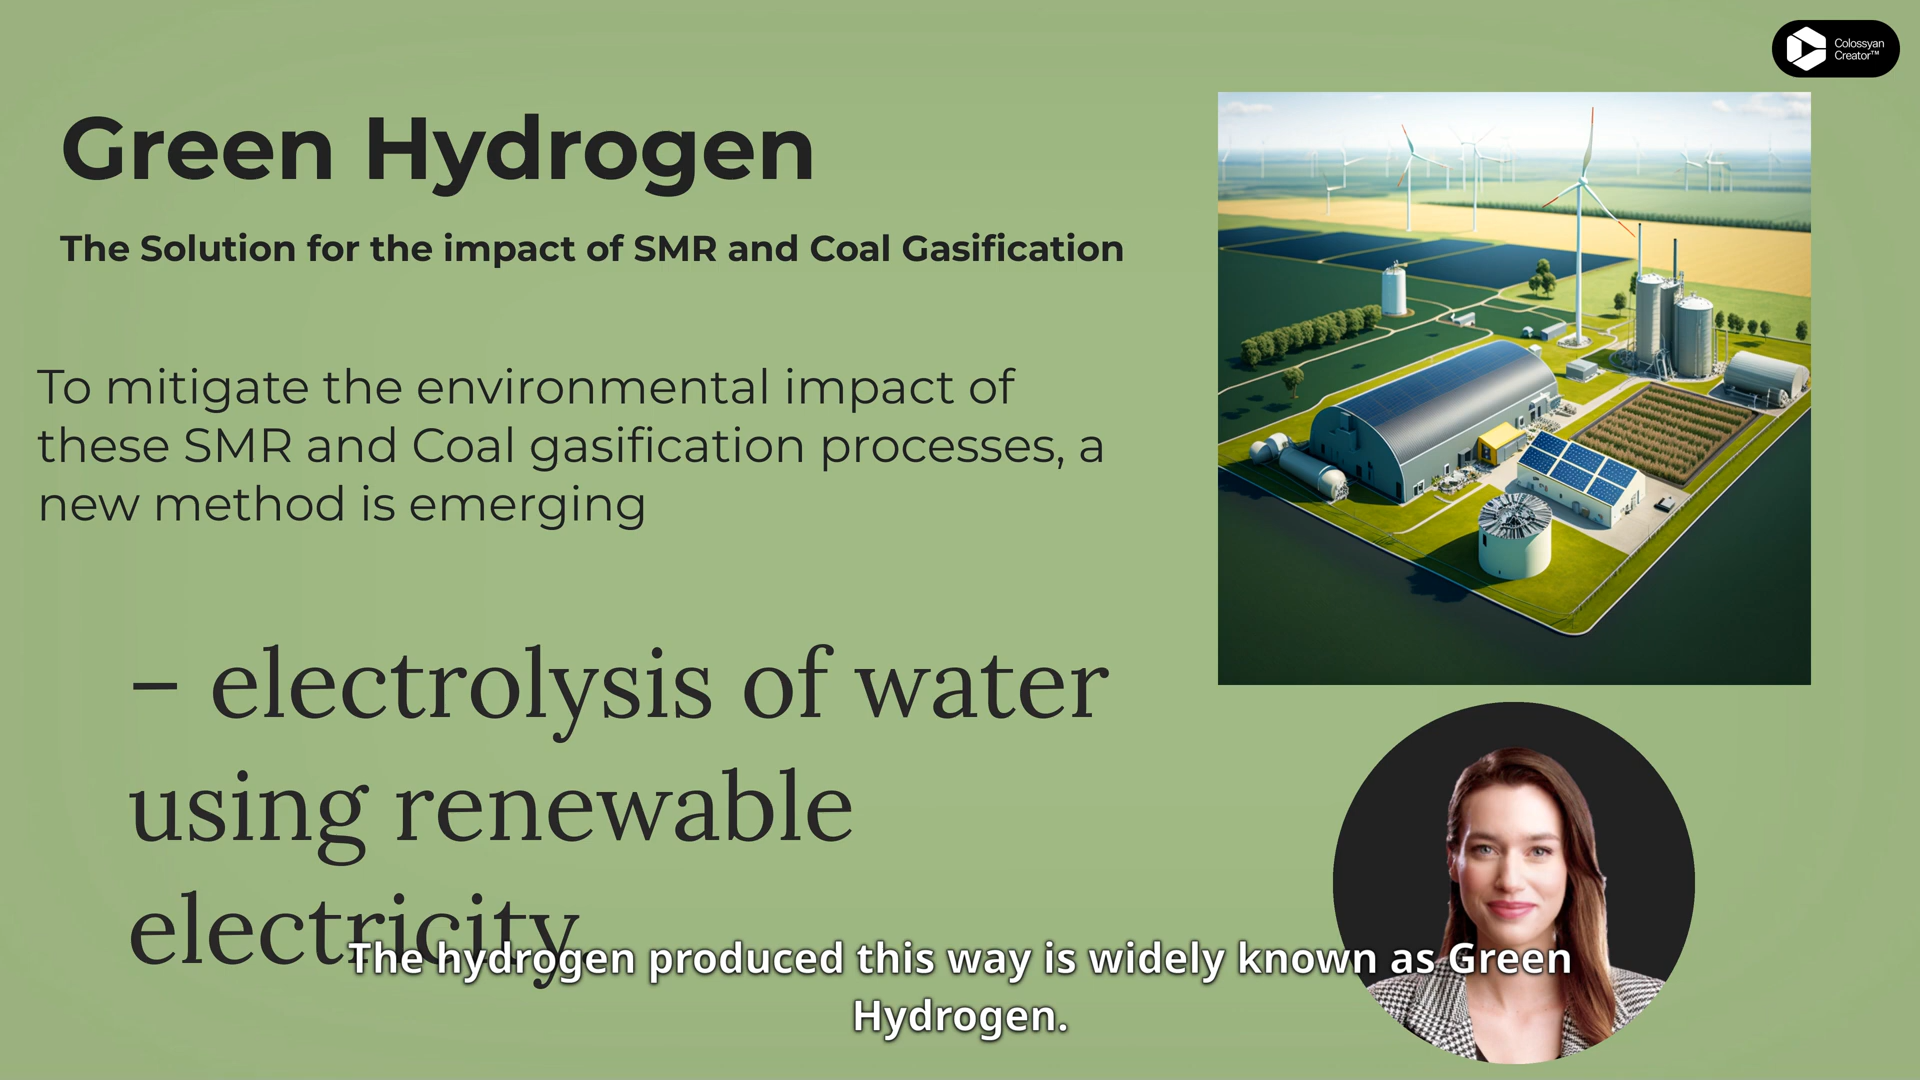 Colossyan
Creator™
Green Hydrogen
The Solution for the impact of SMR and Coal Gasification
To mitigate the environmental impact of
these SMR and Coal gasification processes, a
new method is emerging
– electrolysis of water
using renewable
electricity
The hydrogen produced this way is widely known as Green
Hydrogen.